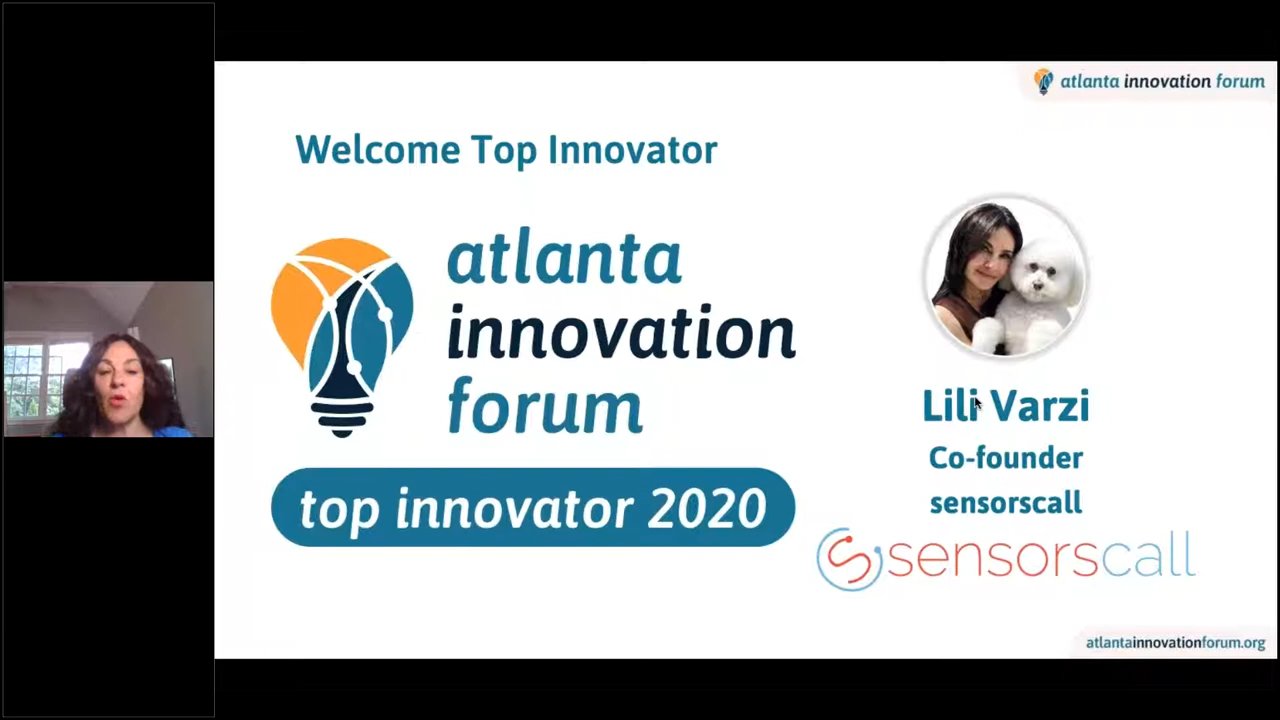 atlanta innovation forum
Welcome Top Innovator
atlanta
innovation
forum
top innovator 2020
Lili Varzi
Co-founder
sensorscall
sensorscall
atlantainnovationforum.org